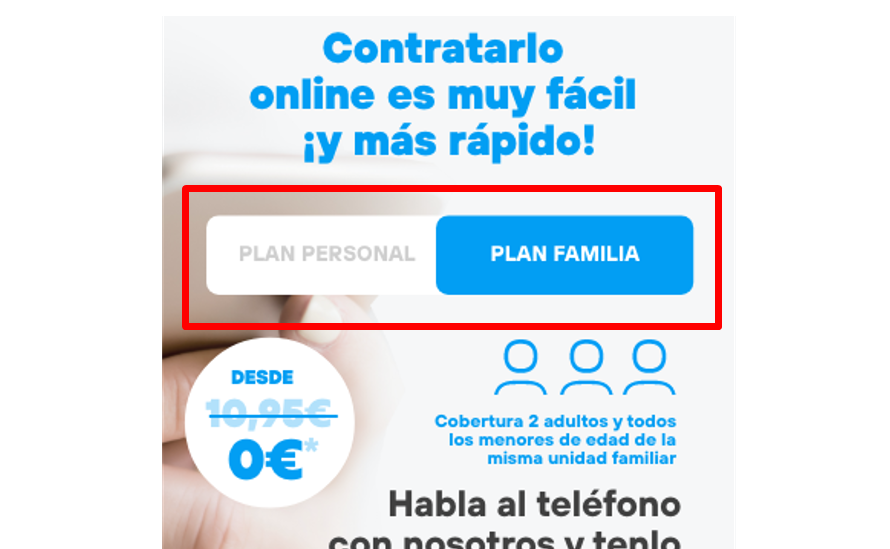 Contratarlo
online es muy fácil
¡y más rápido!
PLAN PERSONAL
PLAN FAMILIA
DESDE
10,95€
0€*
Cobertura 2 adultos y todos
los menores de edad de la
misma unidad familiar
Habla al teléfono
con nosotros y tenlo